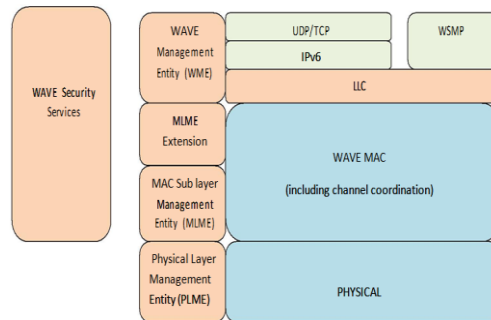 WAVE Security
Services
WAVE
Management
Entity (WME)
UDP/TCP
IPv6
WSMP
LLC
MLME
Extension
MAC Sub layer
Management
Entity (MLME)
WAVE MAC
(including channel coordination)
Physical Layer
Management
Entity (PLME)
PHYSICAL